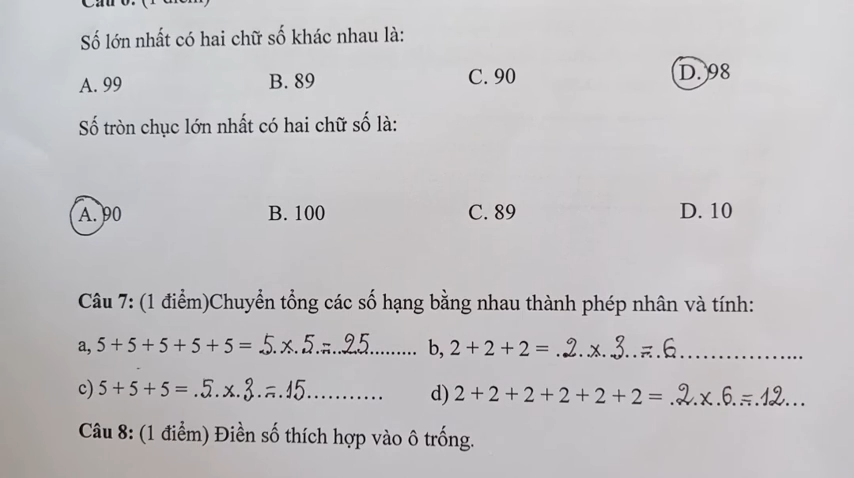 Câu 6: (1 điểm)
Số lớn nhất có hai chữ số khác nhau là:
A. 99 B. 89 C. 90 D. 98
Số tròn chục lớn nhất có hai chữ số là:
A. 90 B. 100 C. 89 D. 10
Câu 7: (1 điểm)Chuyển tổng các số hạng bằng nhau thành phép nhân và tính:
a, 5 + 5 + 5 + 5 + 5 = 5 x 5 = 25 b, 2 + 2 + 2 = 2 x 3 = 6
c) 5 + 5 + 5 = 5 x 3 = 15 d) 2 + 2 + 2 + 2 + 2 + 2 = 2 x 6 = 12
Câu 8: (1 điểm) Điền số thích hợp vào ô trống.